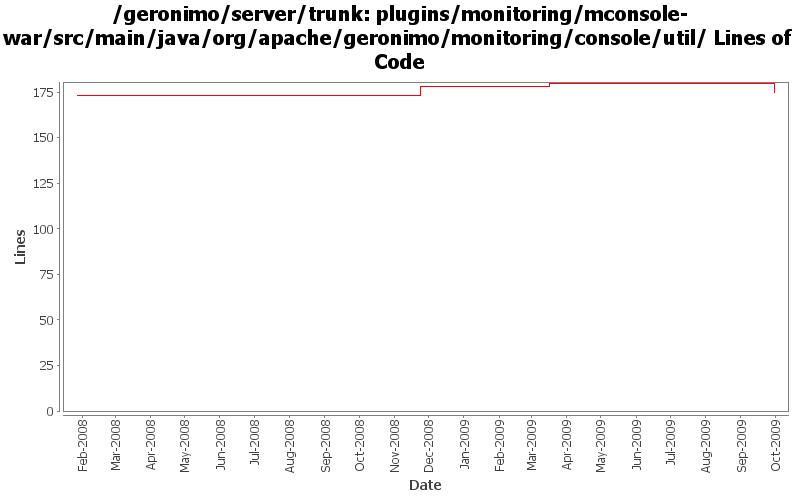 /geronimo/server/trunk: plugins/monitoring/mconsole-
war/src/main/java/org/apache/geronimo/monitoring/console/util/ Lines of
Code
175
150
125
100
75
50
25
0
Lines
Feb-2008
Mar-2008
Apr-2008
May-2008
Jun-2008
Jul-2008
Aug-2008
Sep-2008
Oct-2008
Nov-2008
Dec-2008
Jan-2009
Feb-2009
Mar-2009
Apr-2009
May-2009
Jun-2009
Jul-2009
Aug-2009
Sep-2009
Oct-2009
Date